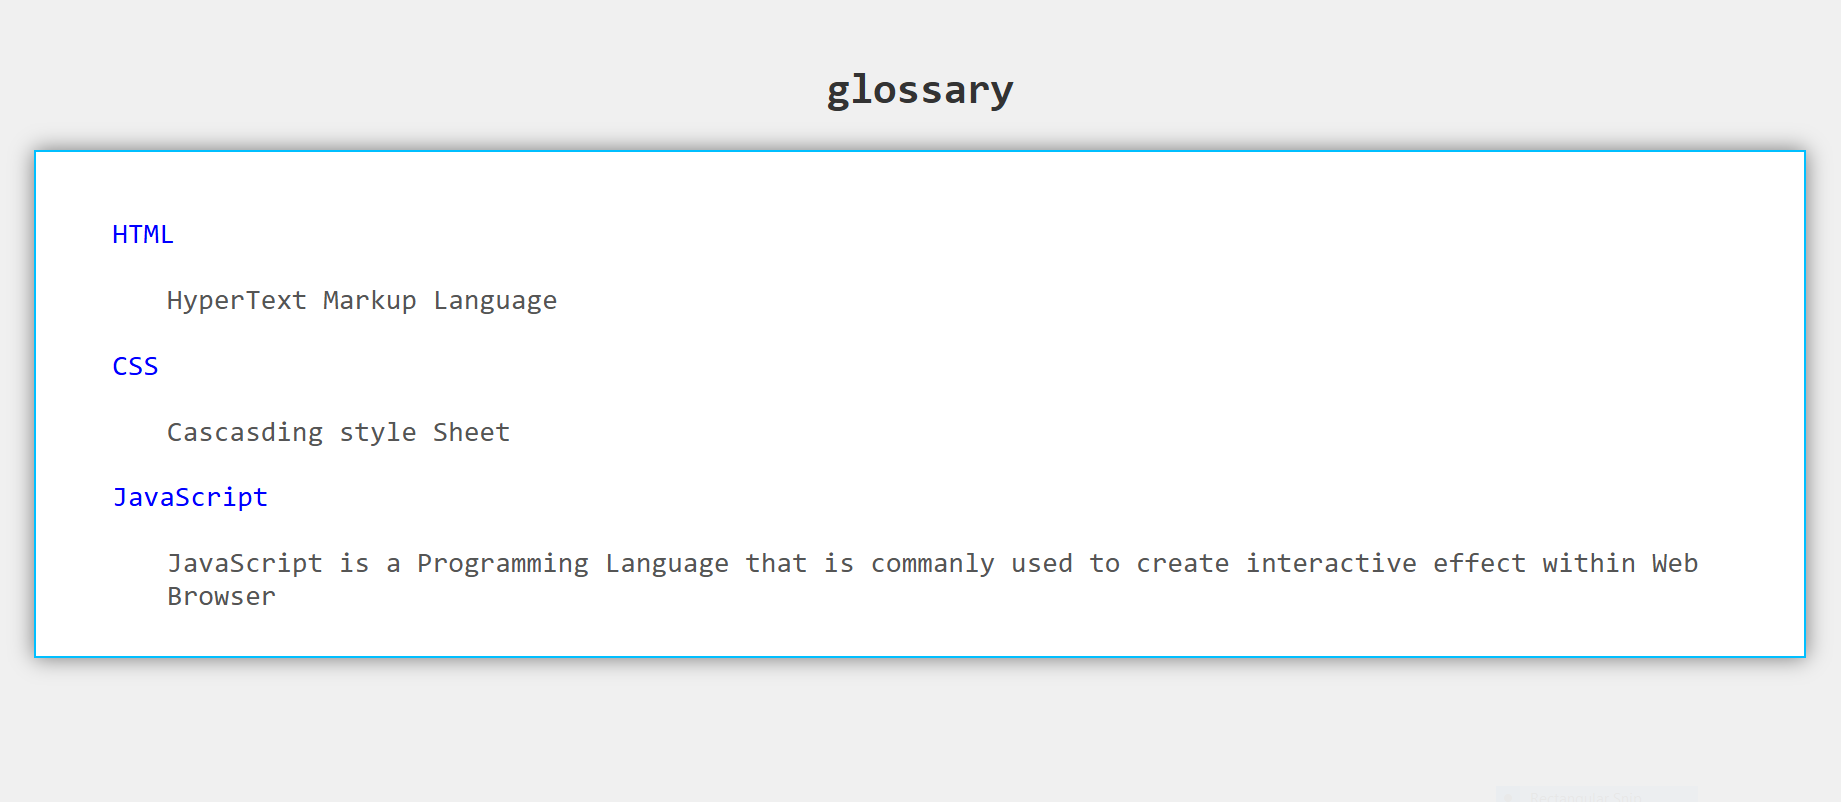 glossary
HTML
HyperText Markup Language
CSS
Cascasding style Sheet
JavaScript
JavaScript is a Programming Language that is commanly used to create interactive effect within Web
Browser